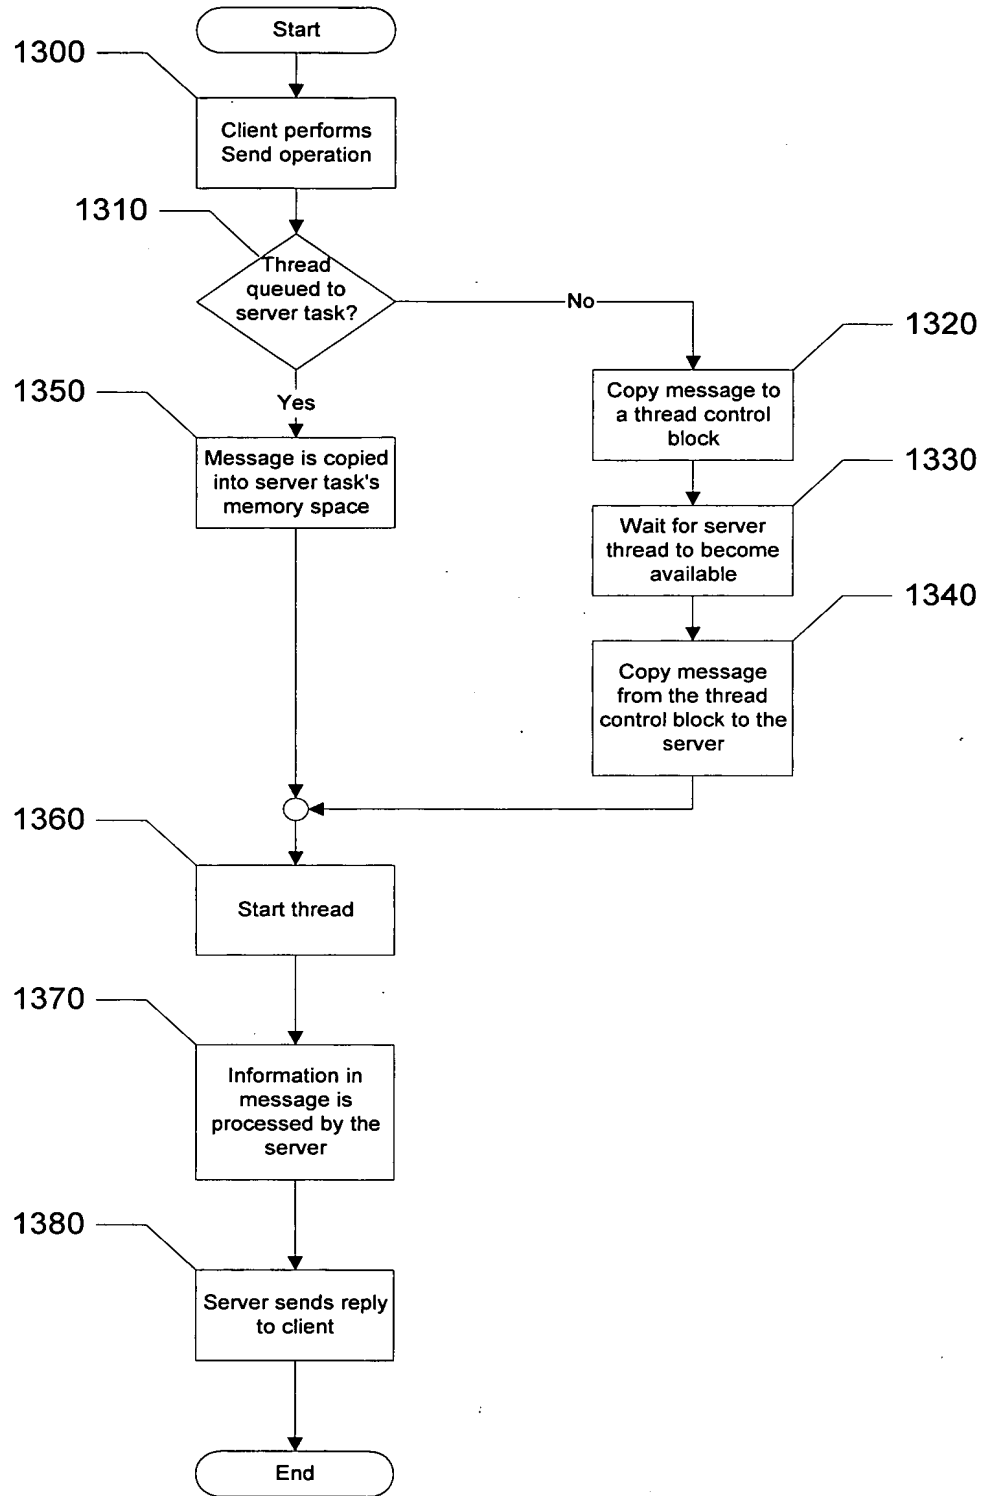 Start
1300
Client performs
Send operation
1310
Thread
queued to
server task?
No
1320
Copy message to
a thread control
block
1350
Yes
Message is copied
into server task's
memory space
1330
Wait for server
thread to become
available
1340
Copy message
from the thread
control block to the
server
1360
Start thread
1370
Information in
message is
processed by the
server
1380
Server sends reply
to client
End